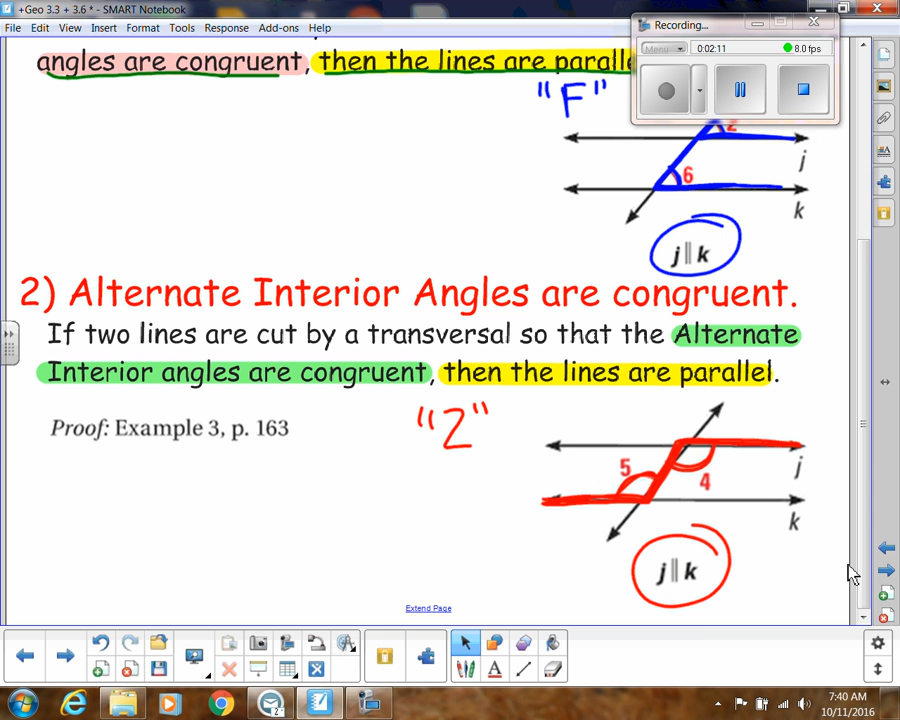 +Geo 3.3 + 3.6 * - SMART Notebook
File Edit View Insert Format Tools Response Add-ons Help
Recording...
Menu 0:02:11 8.0 fps
angles are congruent, then the lines are paralle
"F"
2
j
6
k
j || k
2) Alternate Interior Angles are congruent.
If two lines are cut by a transversal so that the Alternate
Interior angles are congruent, then the lines are parallel.
Proof: Example 3, p. 163
"Z"
j
5
4
k
j || k
Extend Page
A
2
7:40 AM
10/11/2016